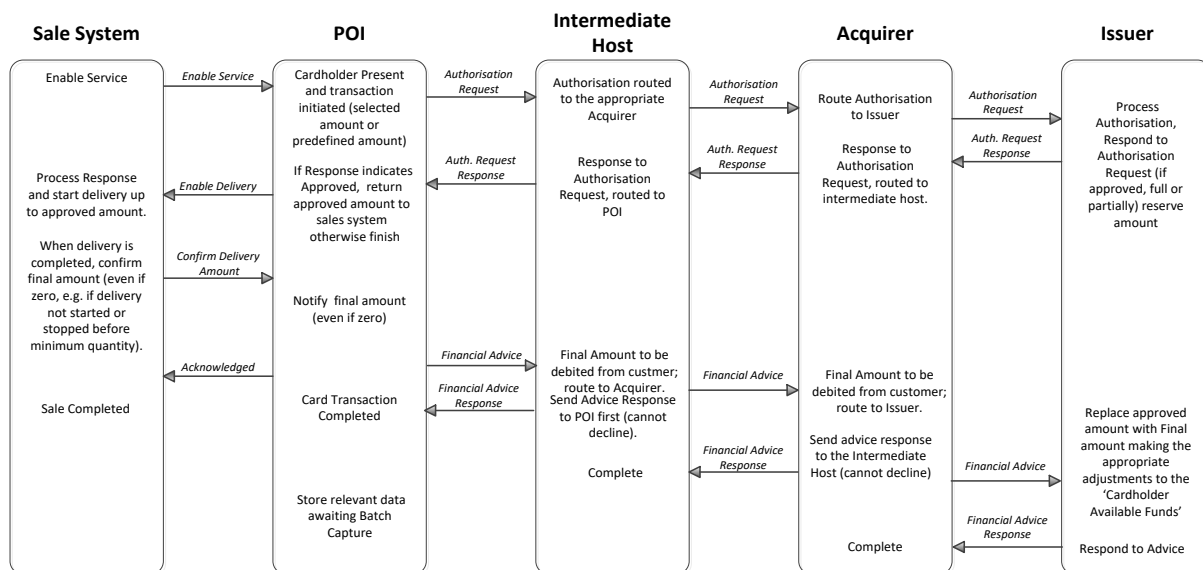 Sale System
POI
Intermediate
Host
Acquirer
Issuer
Enable Service
Enable Service
Cardholder Present
and transaction
initiated (selected
amount or
predefined amount)
Authorisation
Request
Authorisation routed
to the appropriate
Acquirer
Authorisation
Request
Route Authorisation
to Issuer
Authorisation
Request
Process
Authorisation,
Respond to
Authorisation
Request (if
approved, full or
partially) reserve
amount
Auth. Request
Response
Response to
Authorisation
Request, routed to
intermediate host.
Auth. Request
Response
Response to
Authorisation
Request, routed to
POI
Auth. Request
Response
If Response indicates
Approved, return
approved amount to
sales system
otherwise finish
Enable Delivery
Process Response
and start delivery up
to approved amount.
When delivery is
completed, confirm
final amount (even if
zero, e.g. if delivery
not started or
stopped before
minimum quantity).
Confirm Delivery
Amount
Notify final amount
(even if zero)
Acknowledged
Sale Completed
Financial Advice
Final Amount to be
debited from custmer;
route to Acquirer.
Send Advice Response
to POI first (cannot
decline).
Financial Advice
Response
Card Transaction
Completed
Financial Advice
Final Amount to be
debited from customer;
route to Issuer.
Send advice response
to the Intermediate
Host (cannot decline)
Financial Advice
Response
Complete
Financial Advice
Replace approved
amount with Final
amount making the
appropriate
adjustments to the
‘Cardholder
Available Funds’
Store relevant data
awaiting Batch
Capture
Financial Advice
Response
Complete
Respond to Advice